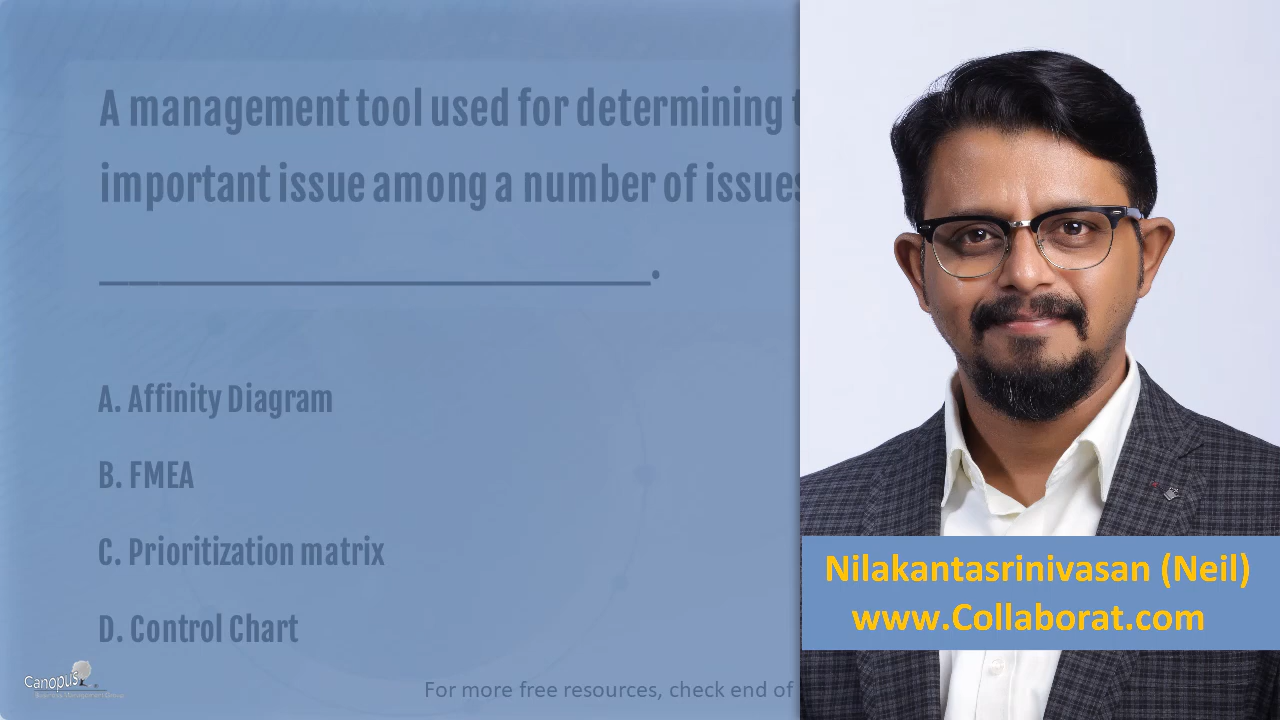 A management tool used for determining
important issue among a number of issues
.
A. Affinity Diagram
B. FMEA
C. Prioritization matrix
D. Control Chart
Canopus
For more free resources, check end of
Nilakantasrinivasan (Neil)
www.Collaborat.com